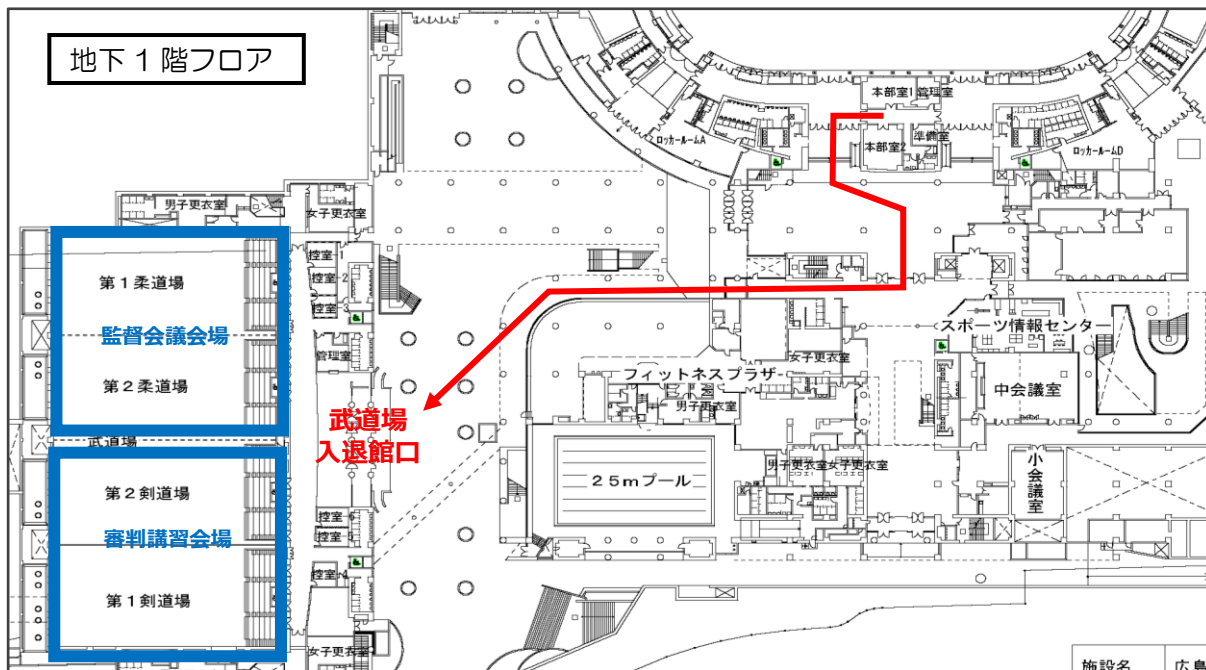 地下１階フロア
本部室1
管理室
準備室
本部室2
ロッカールームA
ロッカールームD
男子更衣室
女子更衣室
控室-1
控室-2
控室-3
第１柔道場
監督会議会場
第２柔道場
管理室
武道場
武道場
入退館口
第２剣道場
審判講習会場
第１剣道場
控室-6
控室-5
控室-4
女子更衣室
スポーツ情報センター
女子更衣室
フィットネスプラザ
男子更衣室
中会議室
２５ｍプール
男子更衣室
女子更衣室
小会議室
施設名
広島